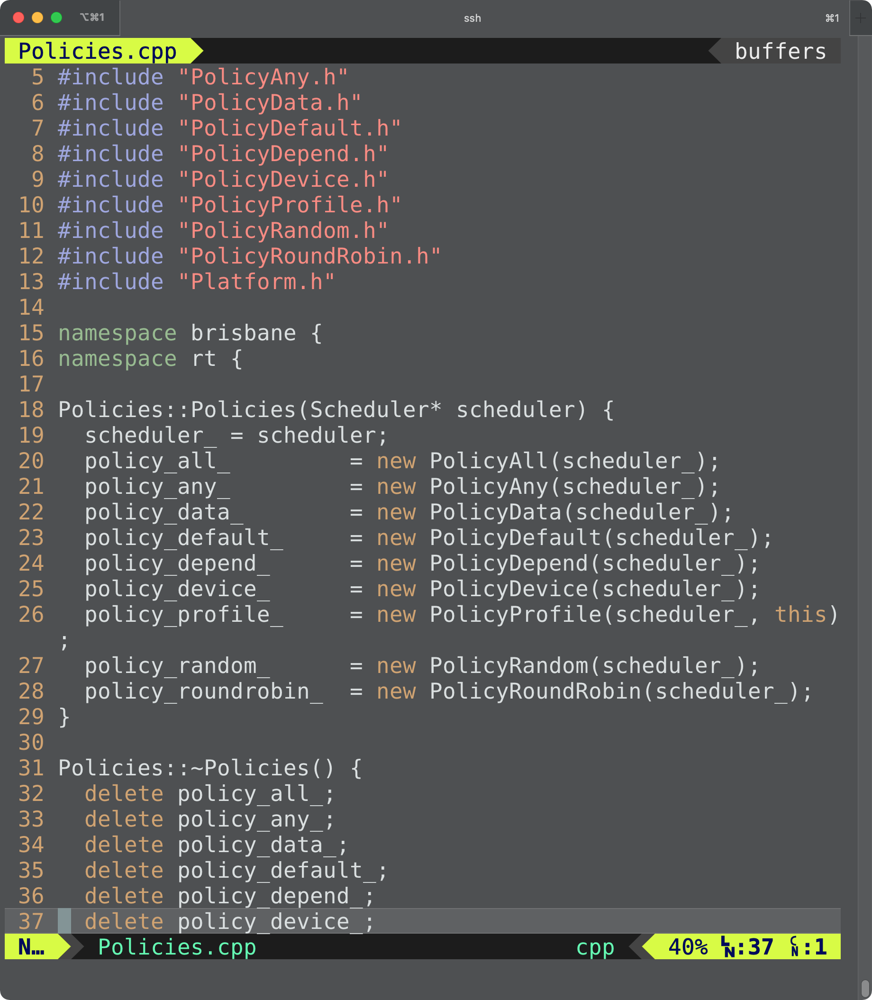 ⌥⌘1 ssh ⌘1 +
Policies.cpp buffers
5 #include "PolicyAny.h"
6 #include "PolicyData.h"
7 #include "PolicyDefault.h"
8 #include "PolicyDepend.h"
9 #include "PolicyDevice.h"
10 #include "PolicyProfile.h"
11 #include "PolicyRandom.h"
12 #include "PolicyRoundRobin.h"
13 #include "Platform.h"
14
15 namespace brisbane {
16 namespace rt {
17
18 Policies::Policies(Scheduler* scheduler) {
19   scheduler_ = scheduler;
20   policy_all_         = new PolicyAll(scheduler_);
21   policy_any_         = new PolicyAny(scheduler_);
22   policy_data_        = new PolicyData(scheduler_);
23   policy_default_     = new PolicyDefault(scheduler_);
24   policy_depend_      = new PolicyDepend(scheduler_);
25   policy_device_      = new PolicyDevice(scheduler_);
26   policy_profile_     = new PolicyProfile(scheduler_, this)
;
27   policy_random_      = new PolicyRandom(scheduler_);
28   policy_roundrobin_  = new PolicyRoundRobin(scheduler_);
29 }
30
31 Policies::~Policies() {
32   delete policy_all_;
33   delete policy_any_;
34   delete policy_data_;
35   delete policy_default_;
36   delete policy_depend_;
37   delete policy_device_;
N… Policies.cpp cpp 40% LN:37 CN:1